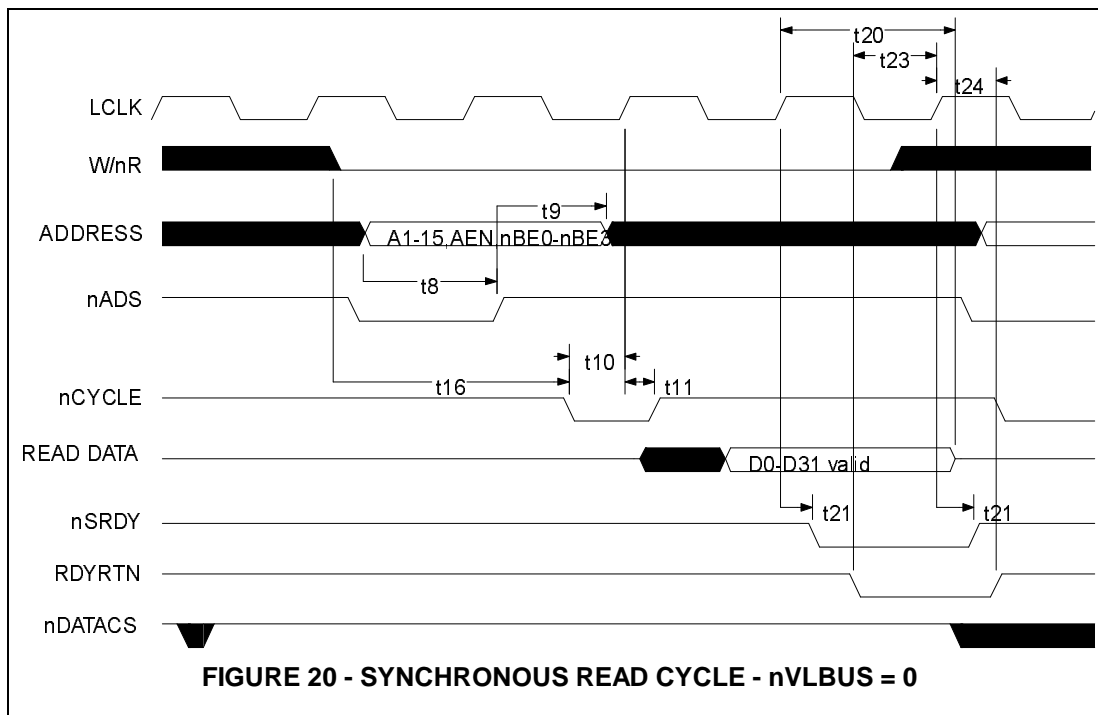 t20
t23
LCLK
t24
W/nR
t9
ADDRESS
A1-15,AEN,nBE0-nBE3
t8
nADS
t10
t16
t11
nCYCLE
READ DATA
D0-D31 valid
nSRDY
t21
t21
RDYRTN
nDATACS
FIGURE 20 - SYNCHRONOUS READ CYCLE - nVLBUS = 0